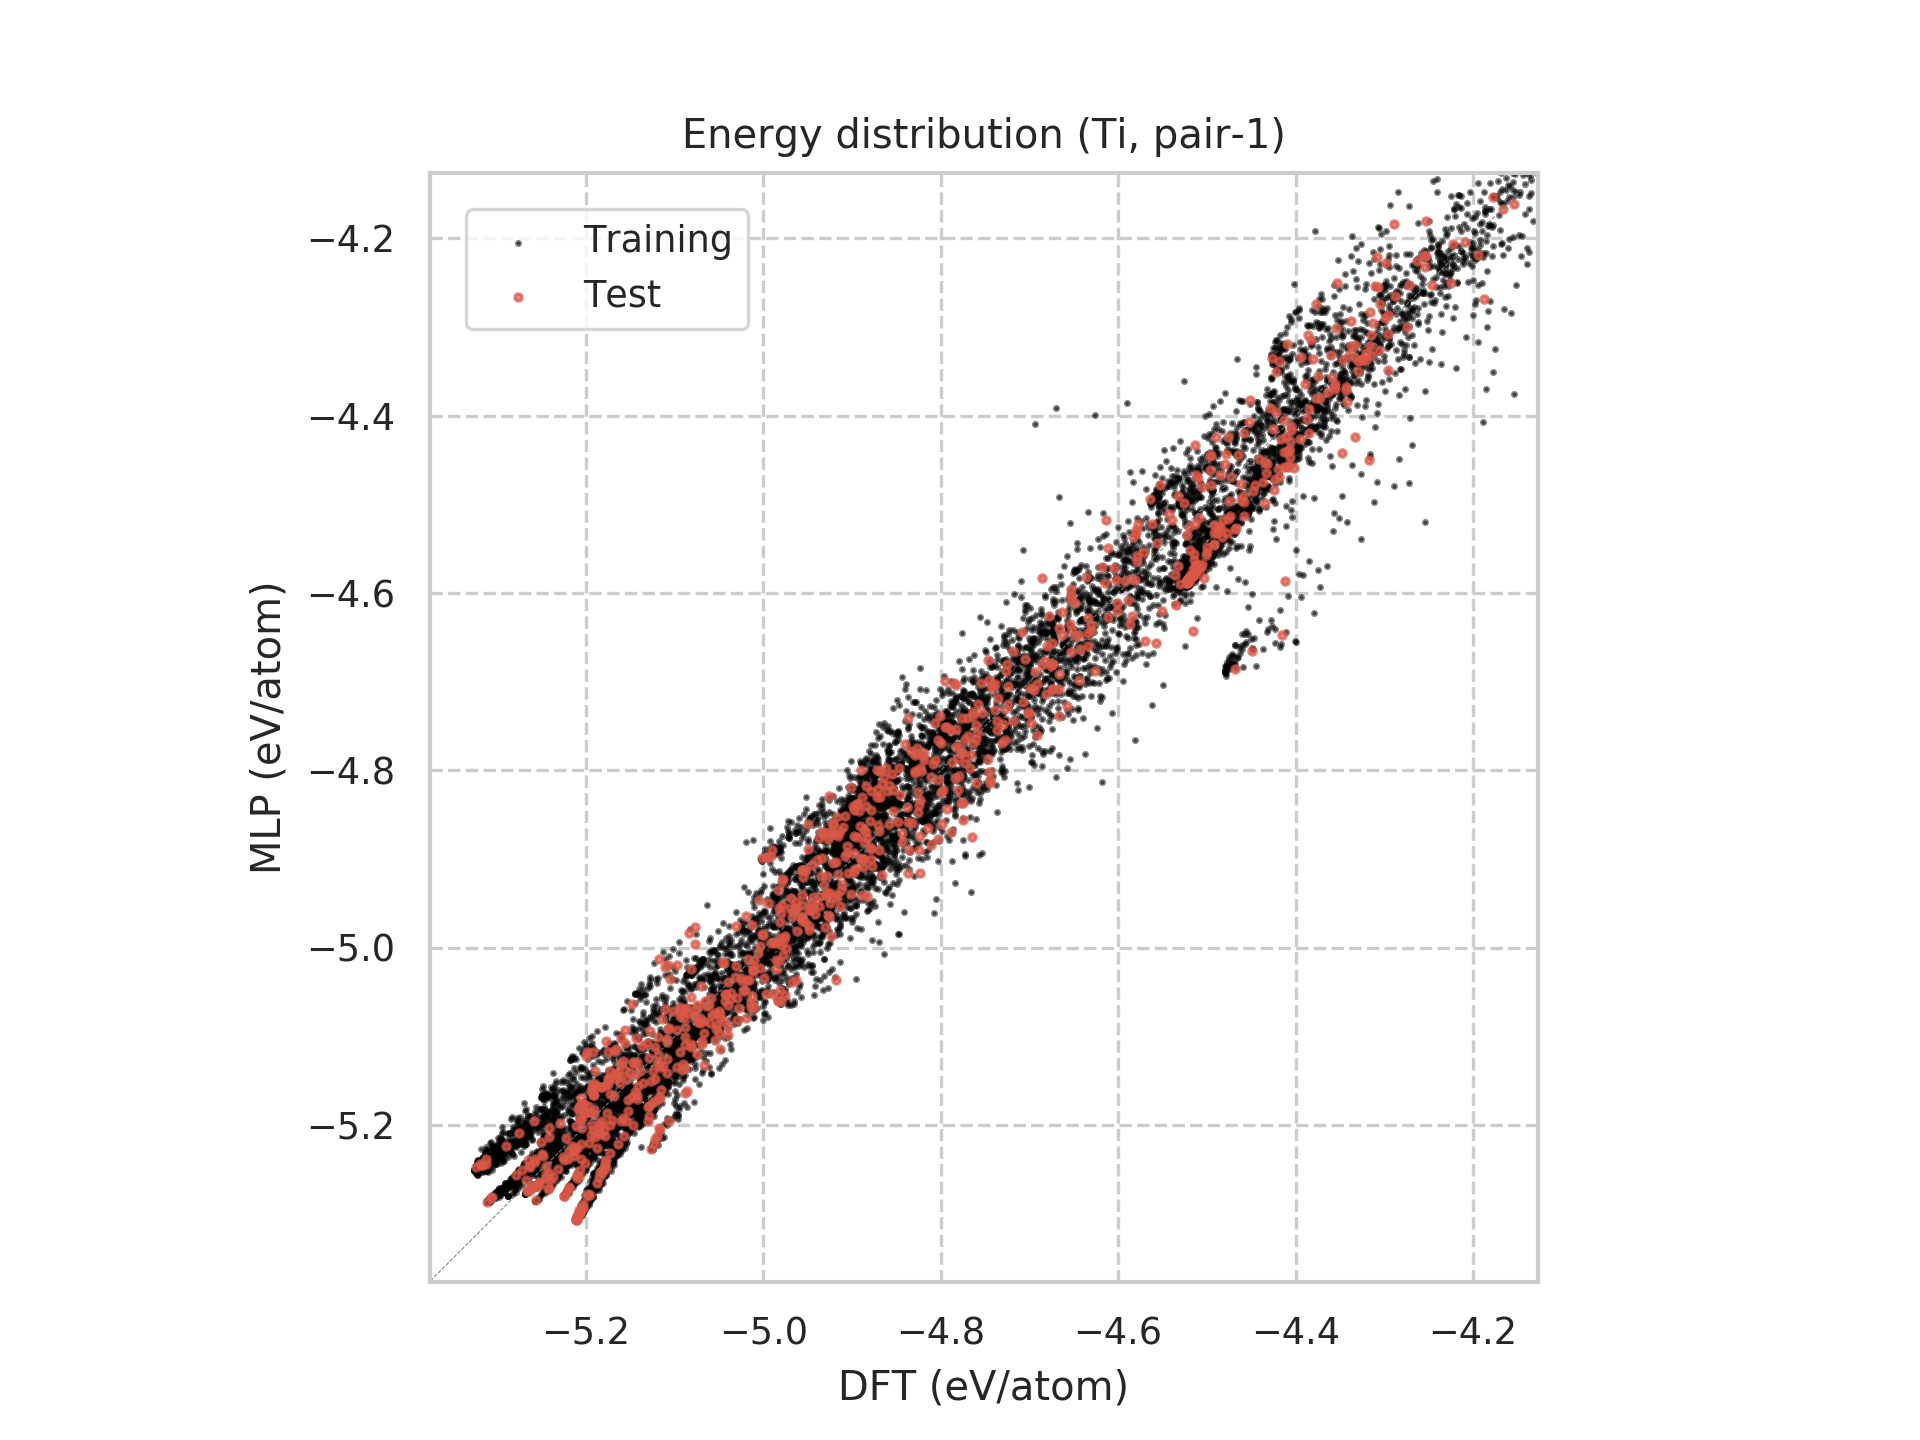 Energy distribution (Ti, pair-1)
Training
Test
MLP (eV/atom)
−4.2
−4.4
−4.6
−4.8
−5.0
−5.2
−5.2 −5.0 −4.8 −4.6 −4.4 −4.2
DFT (eV/atom)